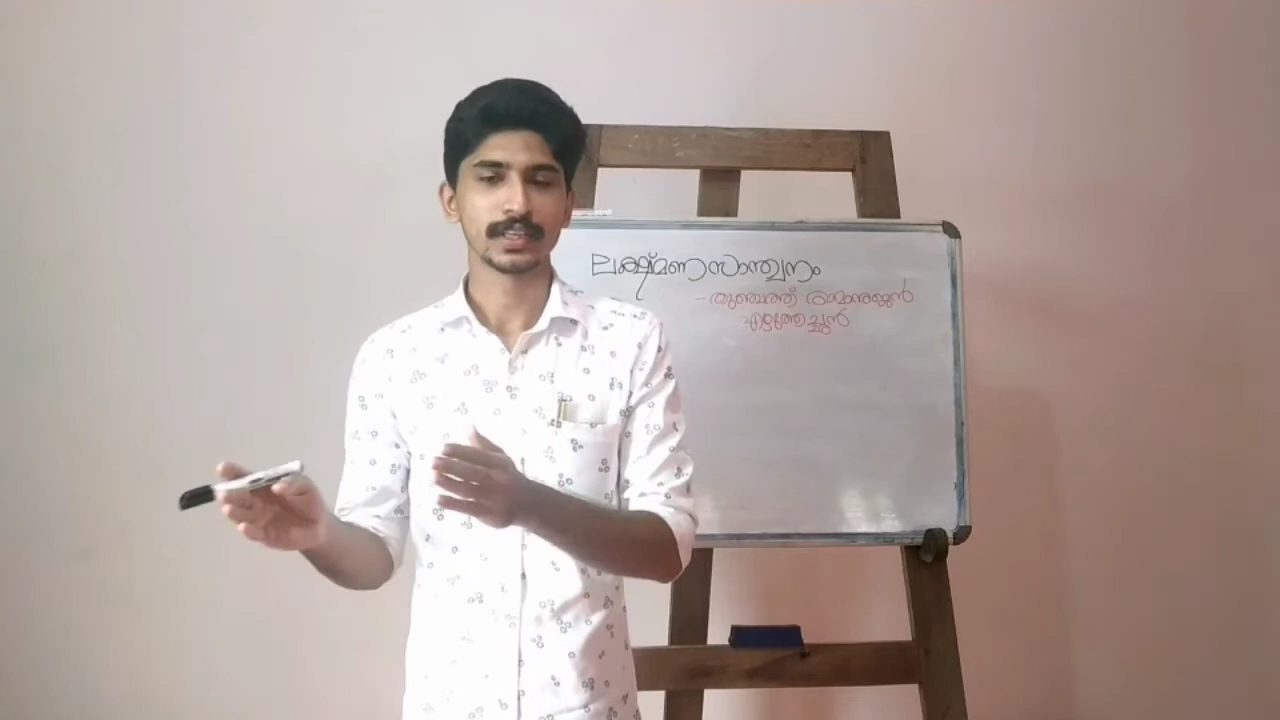 ലക്ഷ്മണസാന്ത്വനം
- തുഞ്ചത്ത് രാമാനുജൻ
എഴുത്തച്ഛൻ